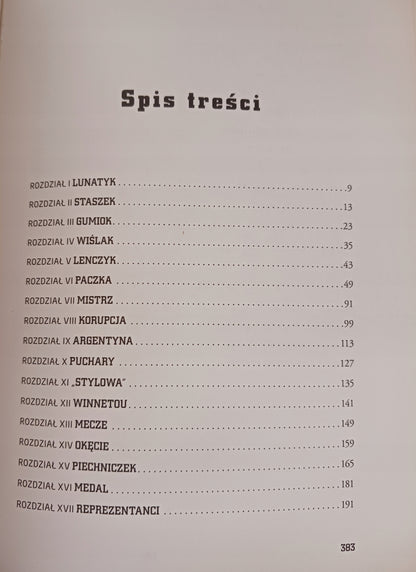 Spis treści
ROZDZIAŁ I LUNATYK . . . . . . . . . . . . . . . . . . . . . . . . . . . . . . . . . . . . . . . 9
ROZDZIAŁ II STASZEK . . . . . . . . . . . . . . . . . . . . . . . . . . . . . . . . . . . . . . 13
ROZDZIAŁ III GUMIOK. . . . . . . . . . . . . . . . . . . . . . . . . . . . . . . . . . . . . . 23
ROZDZIAŁ IV WIŚLAK . . . . . . . . . . . . . . . . . . . . . . . . . . . . . . . . . . . . . . 35
ROZDZIAŁ V LENCZYK. . . . . . . . . . . . . . . . . . . . . . . . . . . . . . . . . . . . . . 43
ROZDZIAŁ VI PACZKA . . . . . . . . . . . . . . . . . . . . . . . . . . . . . . . . . . . . . . 49
ROZDZIAŁ VII MISTRZ . . . . . . . . . . . . . . . . . . . . . . . . . . . . . . . . . . . . . . 91
ROZDZIAŁ VIII KORUPCJA . . . . . . . . . . . . . . . . . . . . . . . . . . . . . . . . . . . 99
ROZDZIAŁ IX ARGENTYNA . . . . . . . . . . . . . . . . . . . . . . . . . . . . . . . . . . 113
ROZDZIAŁ X PUCHARY . . . . . . . . . . . . . . . . . . . . . . . . . . . . . . . . . . . . 127
ROZDZIAŁ XI „STYLOWA” . . . . . . . . . . . . . . . . . . . . . . . . . . . . . . . . . . . 135
ROZDZIAŁ XII WINNETOU. . . . . . . . . . . . . . . . . . . . . . . . . . . . . . . . . . . 141
ROZDZIAŁ XIII MECZE . . . . . . . . . . . . . . . . . . . . . . . . . . . . . . . . . . . . . 149
ROZDZIAŁ XIV OKĘCIE . . . . . . . . . . . . . . . . . . . . . . . . . . . . . . . . . . . . . 159
ROZDZIAŁ XV PIECHNICZEK. . . . . . . . . . . . . . . . . . . . . . . . . . . . . . . . . 165
ROZDZIAŁ XVI MEDAL . . . . . . . . . . . . . . . . . . . . . . . . . . . . . . . . . . . . . 181
ROZDZIAŁ XVII REPREZENTANCI . . . . . . . . . . . . . . . . . . . . . . . . . . . . . 191
383